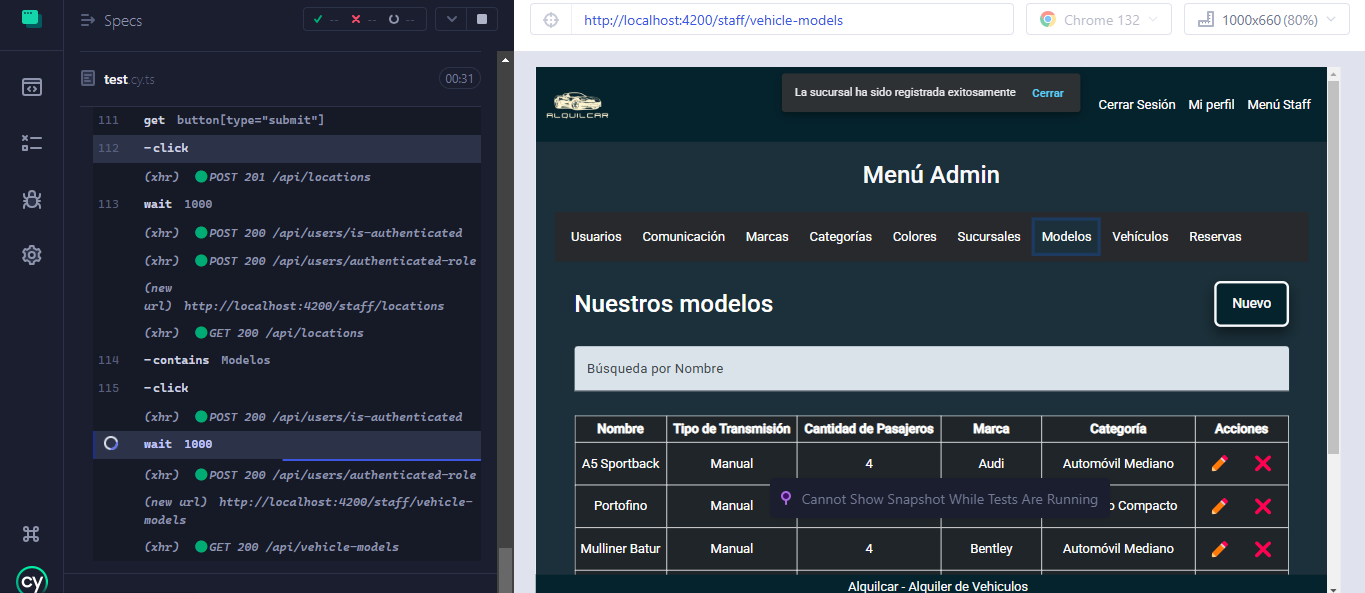 Specs
--
--
--
test cy.ts
00:31
111 get button[type="submit"]
112 -click
(xhr) POST 201 /api/locations
113 wait 1000
(xhr) POST 200 /api/users/is-authenticated
(xhr) POST 200 /api/users/authenticated-role
(new
url) http://localhost:4200/staff/locations
(xhr) GET 200 /api/locations
114 -contains Modelos
115 -click
(xhr) POST 200 /api/users/is-authenticated
wait 1000
(xhr) POST 200 /api/users/authenticated-role
(new url) http://localhost:4200/staff/vehicle-
models
(xhr) GET 200 /api/vehicle-models
cy
http://localhost:4200/staff/vehicle-models
Chrome 132
1000x660 (80%)
ALQUILCAR
La sucursal ha sido registrada exitosamente Cerrar
Cerrar Sesión Mi perfil Menú Staff
Menú Admin
Usuarios Comunicación Marcas Categorías Colores Sucursales Modelos Vehículos Reservas
Nuestros modelos
Nuevo
Búsqueda por Nombre
Nombre Tipo de Transmisión Cantidad de Pasajeros Marca Categoría Acciones
A5 Sportback Manual 4 Audi Automóvil Mediano
Portofino Manual o Compacto
Cannot Show Snapshot While Tests Are Running
Mulliner Batur Manual 4 Bentley Automóvil Mediano
Alquilcar - Alquiler de Vehiculos